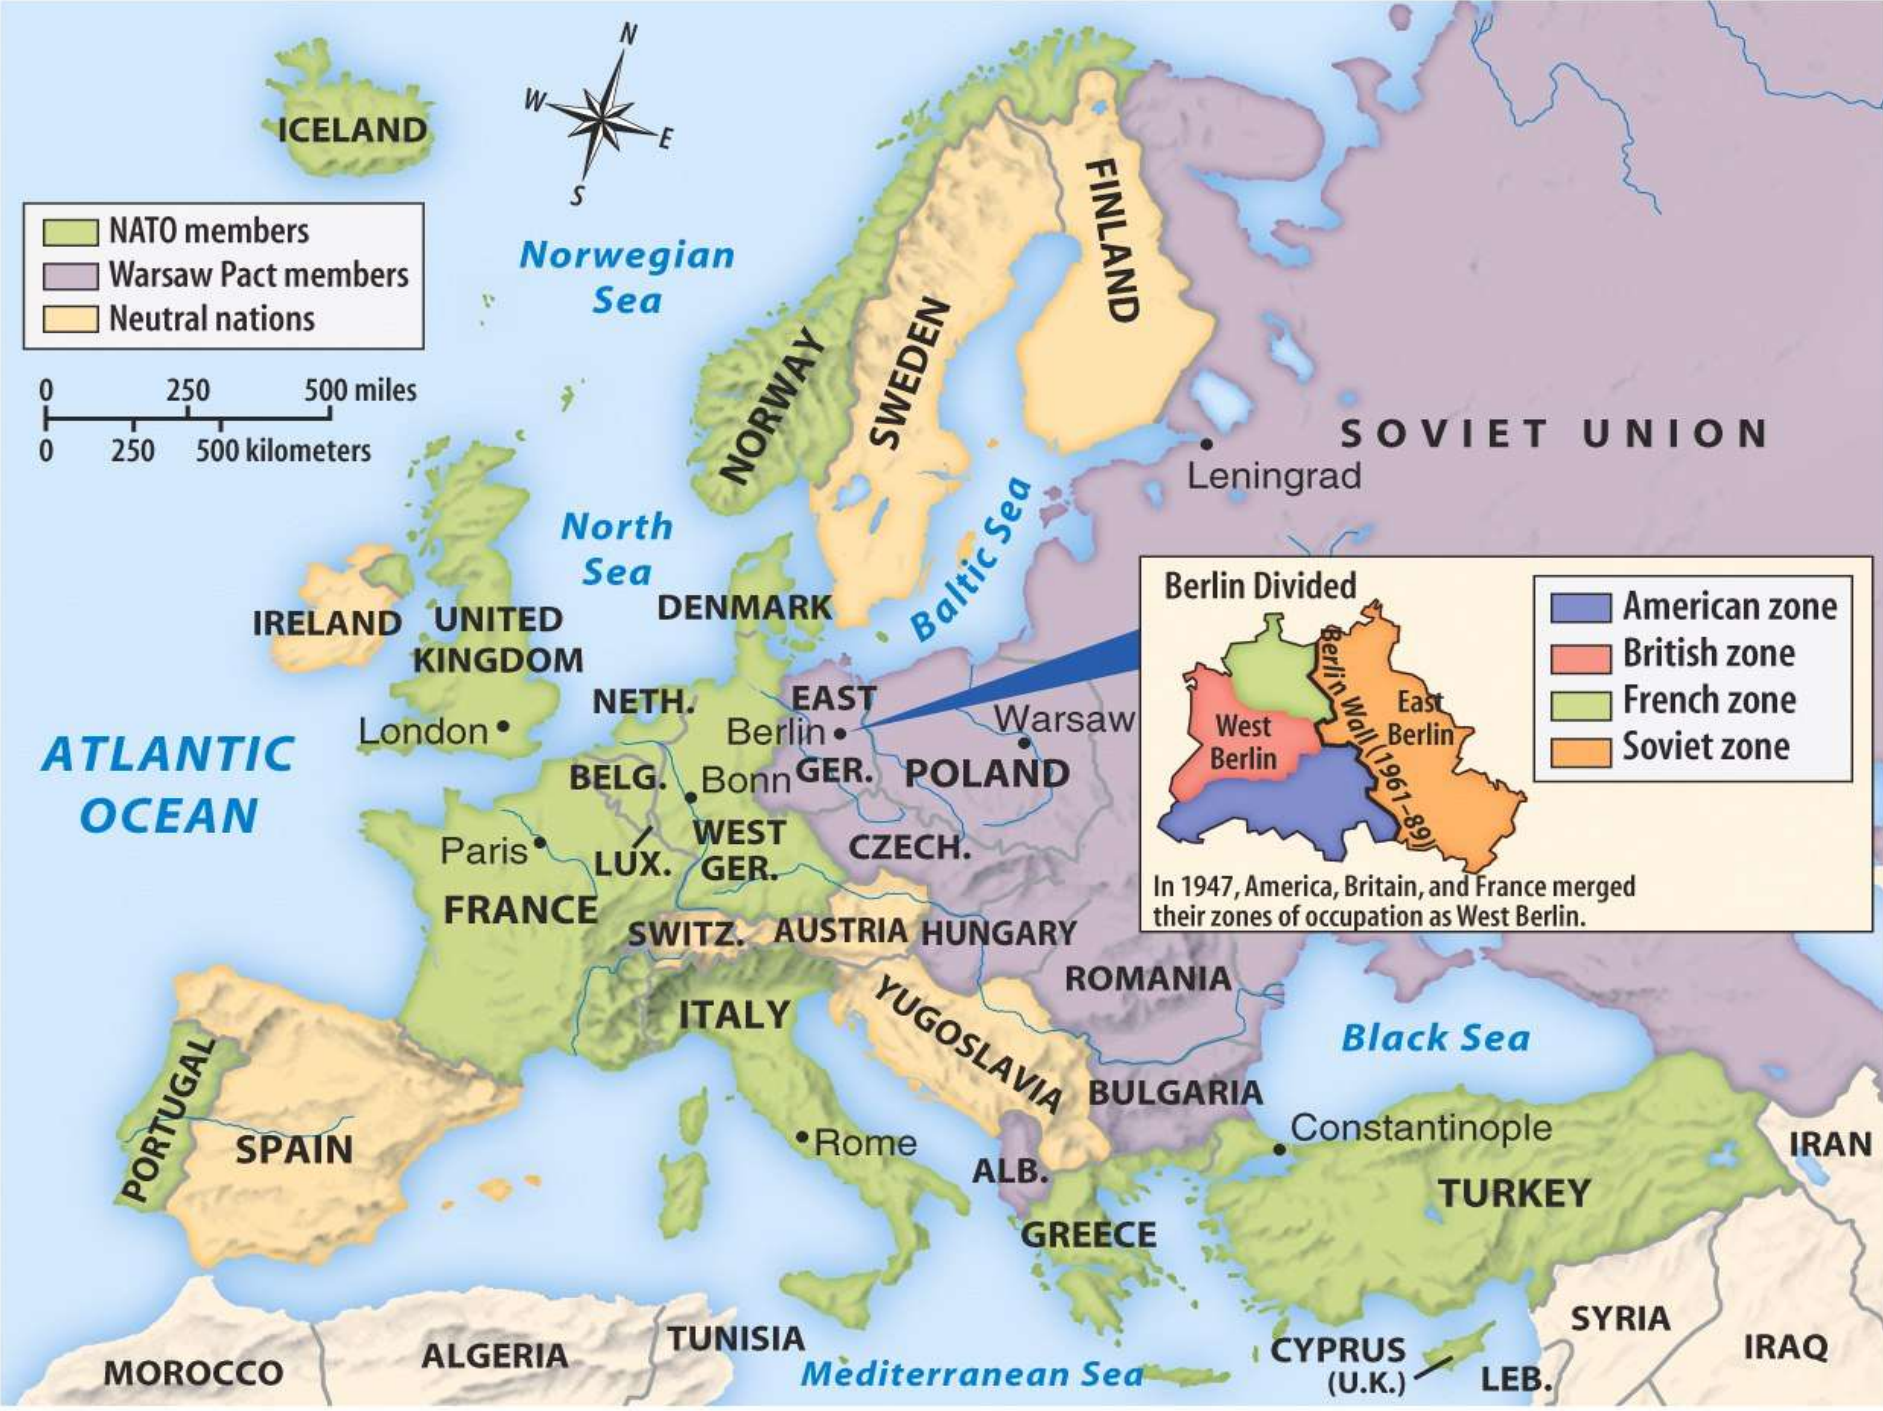 N
W
E
S
ICELAND
NATO members
Warsaw Pact members
Neutral nations
0 250 500 miles
0 250 500 kilometers
Norwegian
Sea
FINLAND
SWEDEN
NORWAY
SOVIET UNION
Leningrad
North
Sea
Baltic Sea
DENMARK
IRELAND
UNITED
KINGDOM
London
NETH.
EAST
GER.
Berlin
Warsaw
POLAND
ATLANTIC
OCEAN
BELG.
Bonn
Paris
LUX.
WEST
GER.
CZECH.
FRANCE
SWITZ.
AUSTRIA
HUNGARY
ROMANIA
ITALY
YUGOSLAVIA
Black Sea
BULGARIA
PORTUGAL
SPAIN
Rome
ALB.
Constantinople
IRAN
TURKEY
GREECE
MOROCCO
ALGERIA
TUNISIA
Mediterranean Sea
CYPRUS
(U.K.)
LEB.
SYRIA
IRAQ
Berlin Divided
American zone
British zone
French zone
Soviet zone
West
Berlin
Berlin Wall (1961–89)
East
Berlin
In 1947, America, Britain, and France merged
their zones of occupation as West Berlin.